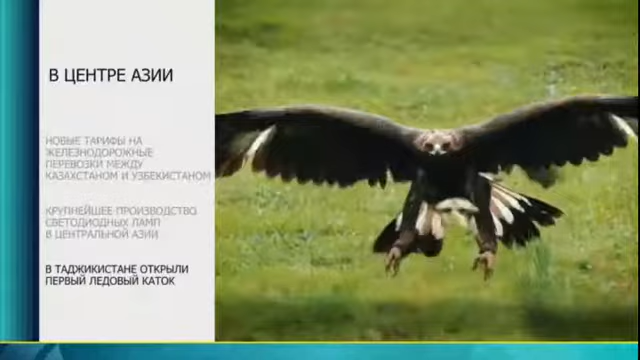 В ЦЕНТРЕ АЗИИ
НОВЫЕ ТАРИФЫ НА
ЖЕЛЕЗНОДОРОЖНЫЕ
ПЕРЕВОЗКИ МЕЖДУ
КАЗАХСТАНОМ И УЗБЕКИСТАНОМ
КРУПНЕЙШЕЕ ПРОИЗВОДСТВО
СВЕТОДИОДНЫХ ЛАМП
В ЦЕНТРАЛЬНОЙ АЗИИ
В ТАДЖИКИСТАНЕ ОТКРЫЛИ
ПЕРВЫЙ ЛЕДОВЫЙ КАТОК